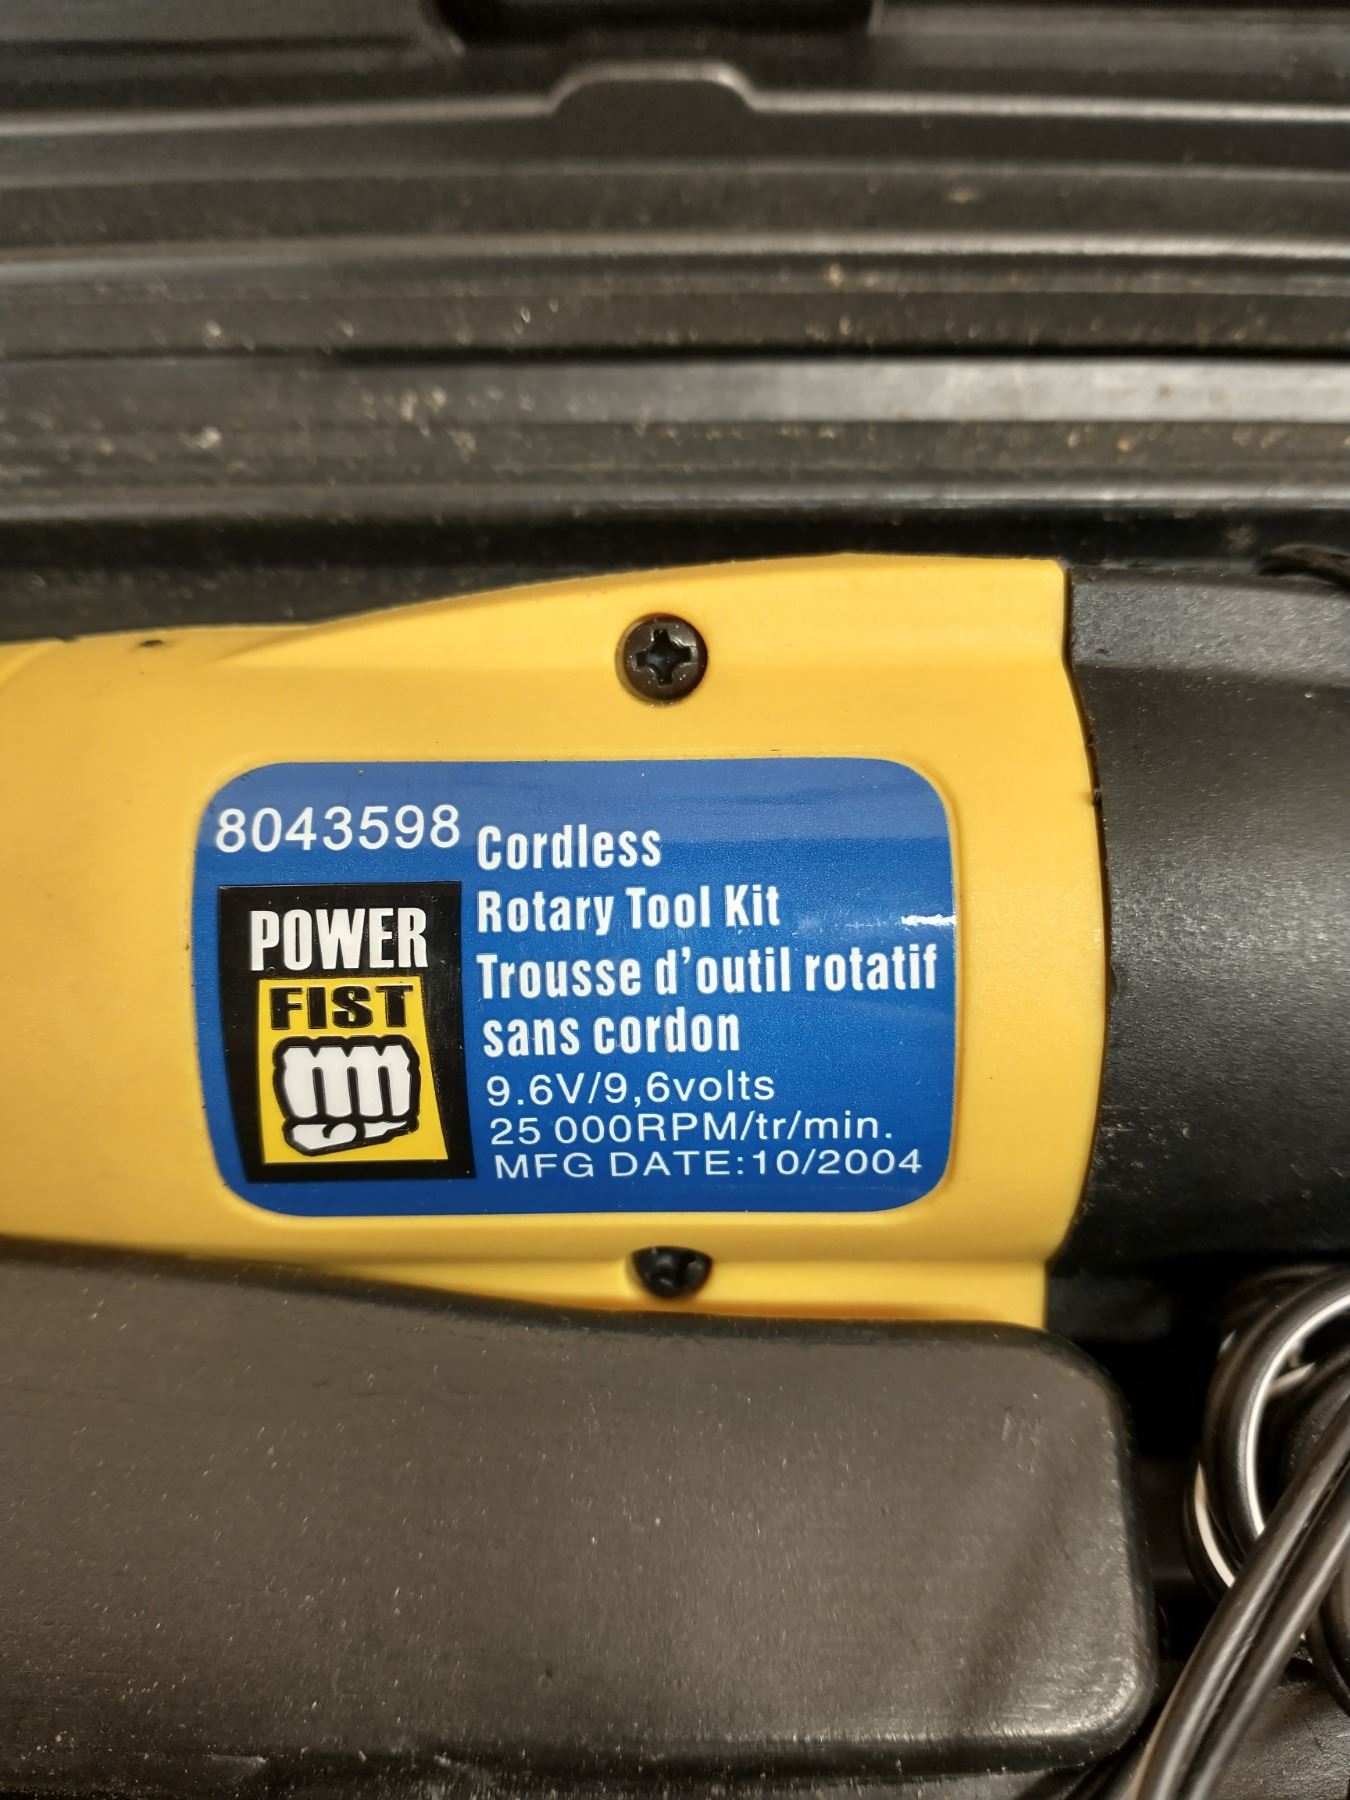 8043598
POWER
FIST
Cordless
Rotary Tool Kit
Trousse d'outil rotatif
sans cordon
9.6V/9,6volts
25 000RPM/tr/min.
MFG DATE:10/2004